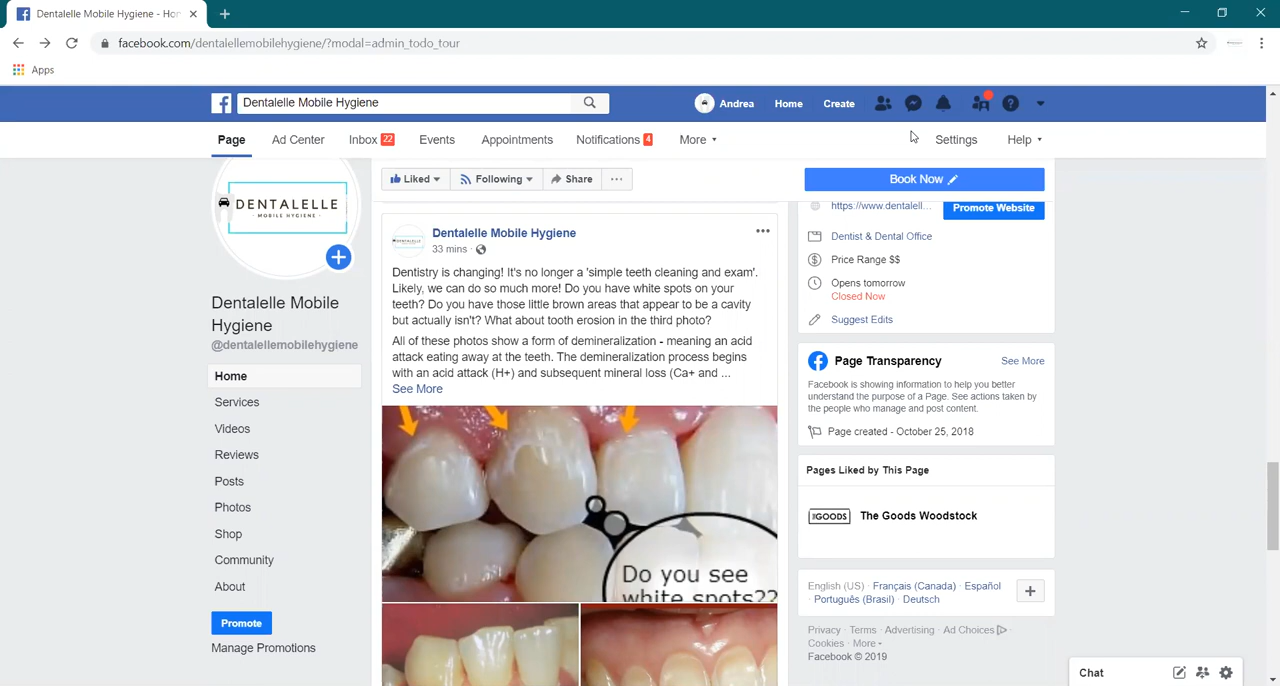 Dentalelle Mobile Hygiene - Hor
facebook.com/dentalellemobilehygiene/?modal=admin_todo_tour
Apps
Dentalelle Mobile Hygiene
Andrea
Home
Create
Page
Ad Center
Inbox 22
Events
Appointments
Notifications 4
More
Settings
Help
Liked
Following
Share
Book Now
DENTALELLE
- MOBILE HYGIENE -
Dentalelle Mobile
Hygiene
@dentalellemobilehygiene
Home
Services
Videos
Reviews
Posts
Photos
Shop
Community
About
Promote
Manage Promotions
Dentalelle Mobile Hygiene
33 mins ·
Dentistry is changing! It's no longer a 'simple teeth cleaning and exam'.
Likely, we can do so much more! Do you have white spots on your
teeth? Do you have those little brown areas that appear to be a cavity
but actually isn't? What about tooth erosion in the third photo?
All of these photos show a form of demineralization - meaning an acid
attack eating away at the teeth. The demineralization process begins
with an acid attack (H+) and subsequent mineral loss (Ca+ and ...
See More
Do you see
white spots??
https://www.dentalell...
Promote Website
Dentist & Dental Office
Price Range $$
Opens tomorrow
Closed Now
Suggest Edits
Page Transparency
See More
Facebook is showing information to help you better
understand the purpose of a Page. See actions taken
by the people who manage and post content.
Page created - October 25, 2018
Pages Liked by This Page
GOODS
The Goods Woodstock
English (US) · Français (Canada) · Español
· Português (Brasil) · Deutsch
Privacy · Terms · Advertising · Ad Choices ·
Cookies · More
Facebook © 2019
Chat